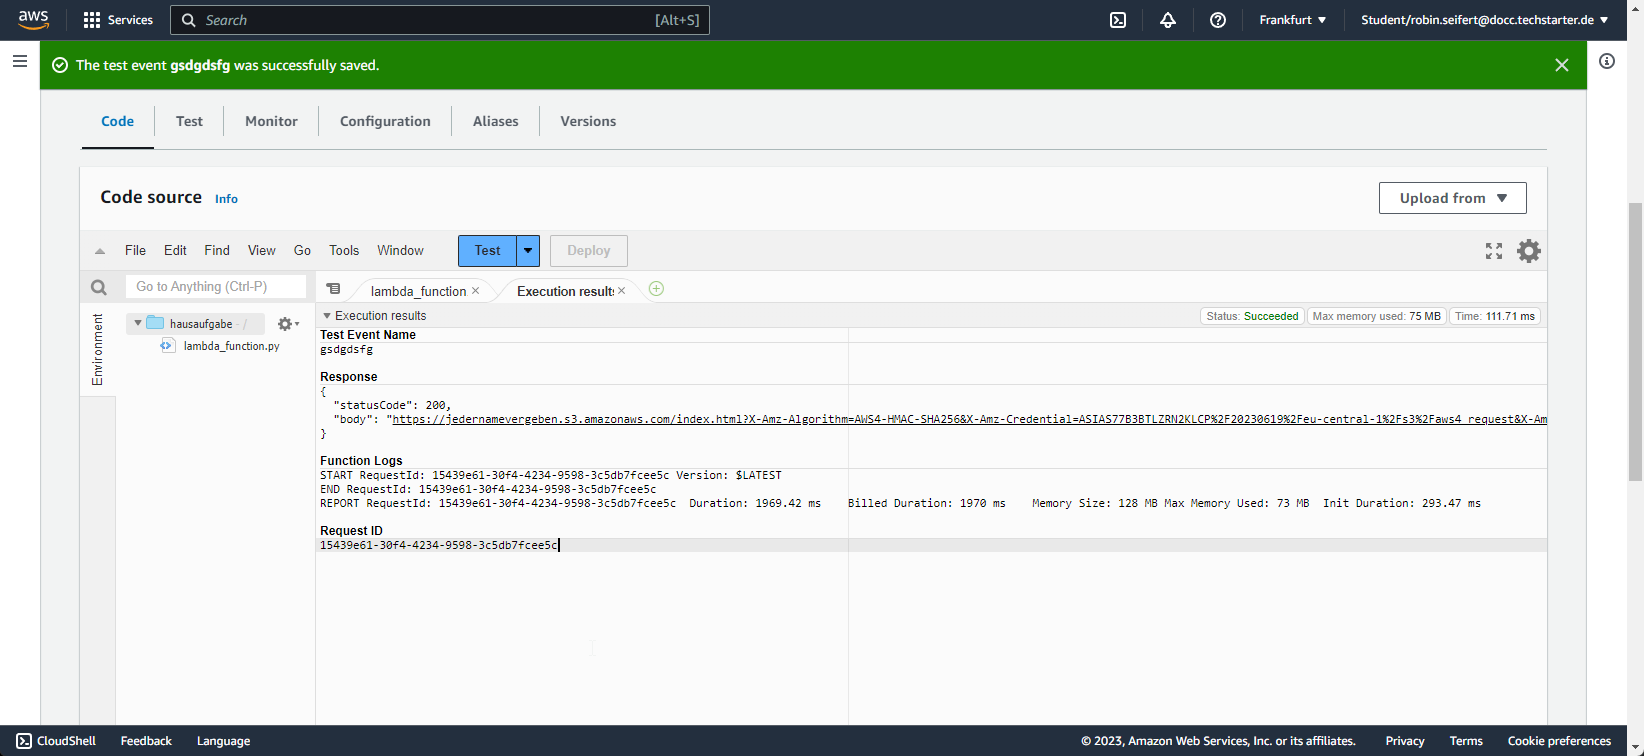 aws
Services
Search
[Alt+S]
Frankfurt
Student/robin.seifert@docc.techstarter.de
The test event gsdgdsfg was successfully saved.
Code
Test
Monitor
Configuration
Aliases
Versions
Code source
Info
Upload from
File
Edit
Find
View
Go
Tools
Window
Test
Deploy
Go to Anything (Ctrl-P)
lambda_function
Execution results
Environment
hausaufgabe - /
lambda_function.py
Execution results
Status: Succeeded
Max memory used: 75 MB
Time: 111.71 ms
Test Event Name
gsdgdsfg
Response
{
"statusCode": 200,
"body": "https://jedernamevergeben.s3.amazonaws.com/index.html?X-Amz-Algorithm=AWS4-HMAC-SHA256&X-Amz-Credential=ASIAS77B3BTLZRN2KLCP%2F20230619%2Feu-central-1%2Fs3%2Faws4_request&X-Am
}
Function Logs
START RequestId: 15439e61-30f4-4234-9598-3c5db7fcee5c Version: $LATEST
END RequestId: 15439e61-30f4-4234-9598-3c5db7fcee5c
REPORT RequestId: 15439e61-30f4-4234-9598-3c5db7fcee5c Duration: 1969.42 ms Billed Duration: 1970 ms Memory Size: 128 MB Max Memory Used: 73 MB Init Duration: 293.47 ms
Request ID
15439e61-30f4-4234-9598-3c5db7fcee5c
CloudShell
Feedback
Language
© 2023, Amazon Web Services, Inc. or its affiliates.
Privacy
Terms
Cookie preferences